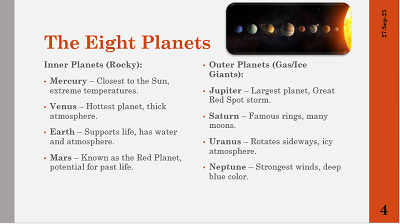 The Eight Planets
27-Sep-25
Inner Planets (Rocky):
Mercury – Closest to the Sun,
extreme temperatures.
Venus – Hottest planet, thick
atmosphere.
Earth – Supports life, has water
and atmosphere.
Mars – Known as the Red Planet,
potential for past life.
Outer Planets (Gas/Ice
Giants):
Jupiter – Largest planet, Great
Red Spot storm.
Saturn – Famous rings, many
moons.
Uranus – Rotates sideways, icy
atmosphere.
Neptune – Strongest winds, deep
blue color.
4